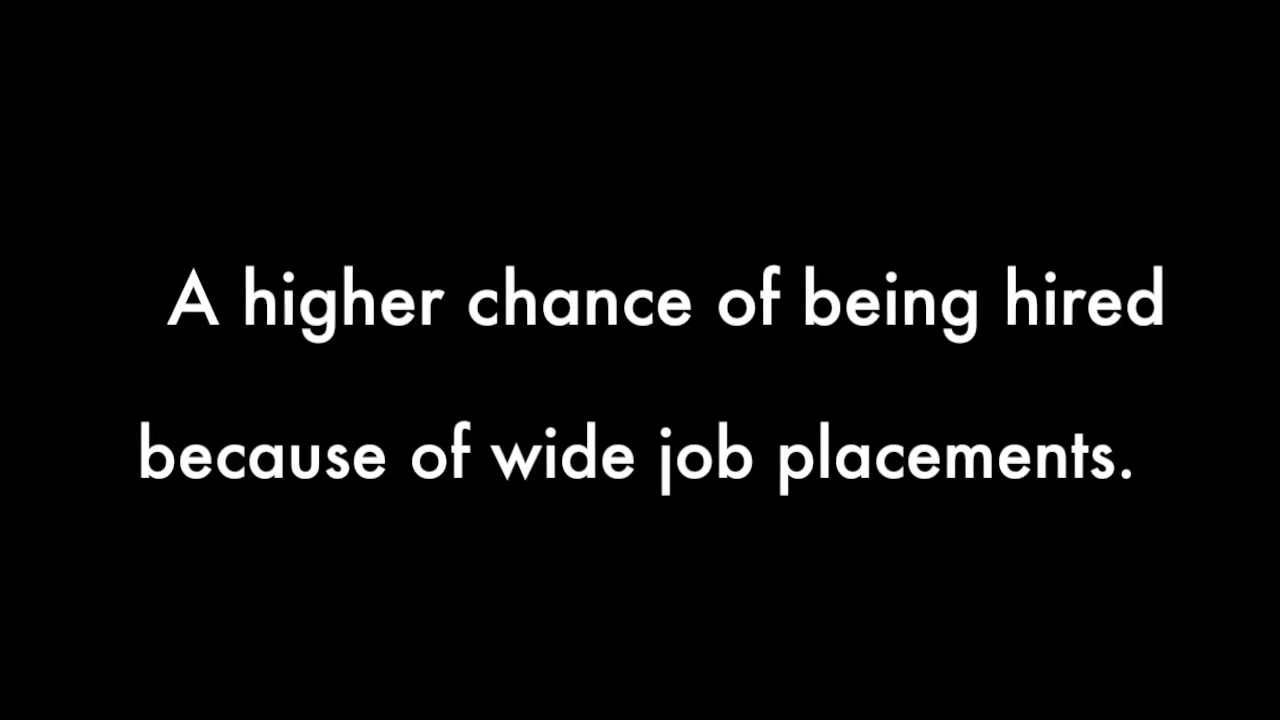 A higher chance of being hired
because of wide job placements.